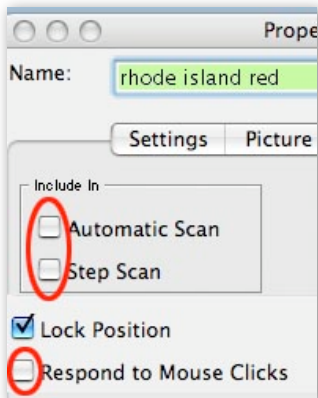 Prope
Name: rhode island red
Settings Picture
Include In
Automatic Scan
Step Scan
Lock Position
Respond to Mouse Clicks